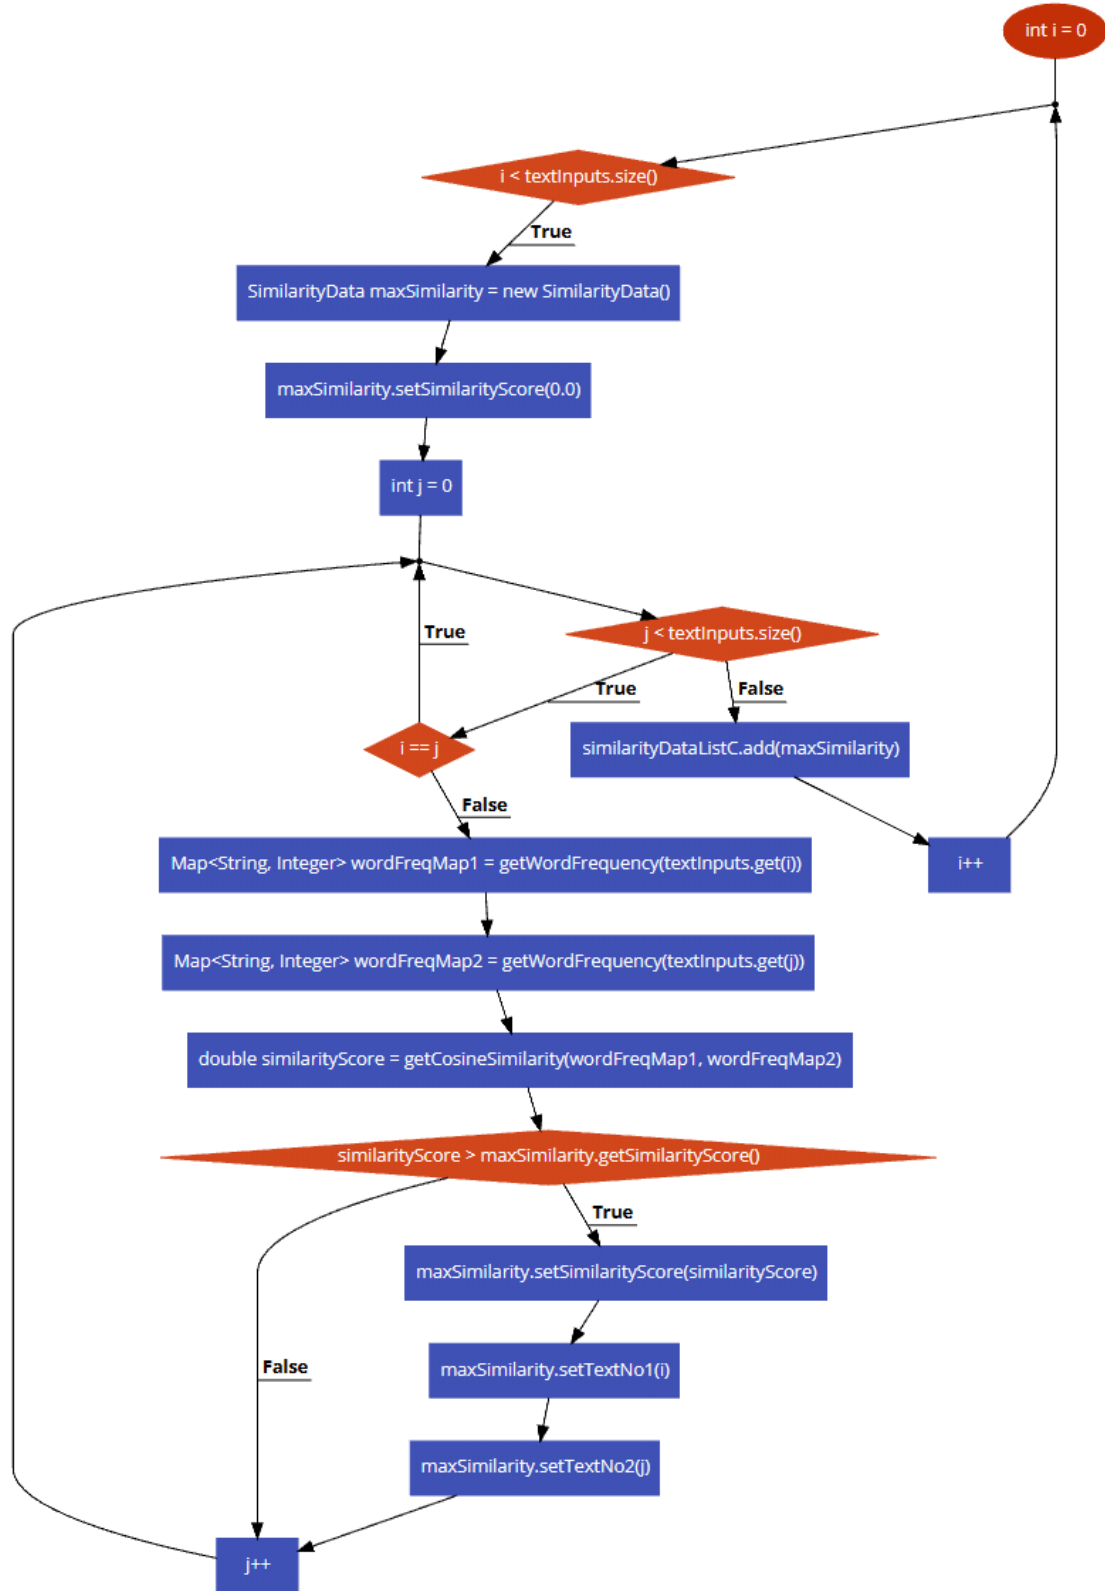 int i = 0
i < textInputs.size()
True
SimilarityData maxSimilarity = new SimilarityData()
maxSimilarity.setSimilarityScore(0.0)
int j = 0
True
j < textInputs.size()
True
False
i == j
similarityDataListC.add(maxSimilarity)
False
Map<String, Integer> wordFreqMap1 = getWordFrequency(textInputs.get(i))
i++
Map<String, Integer> wordFreqMap2 = getWordFrequency(textInputs.get(j))
double similarityScore = getCosineSimilarity(wordFreqMap1, wordFreqMap2)
similarityScore > maxSimilarity.getSimilarityScore()
True
maxSimilarity.setSimilarityScore(similarityScore)
False
maxSimilarity.setTextNo1(i)
maxSimilarity.setTextNo2(j)
j++